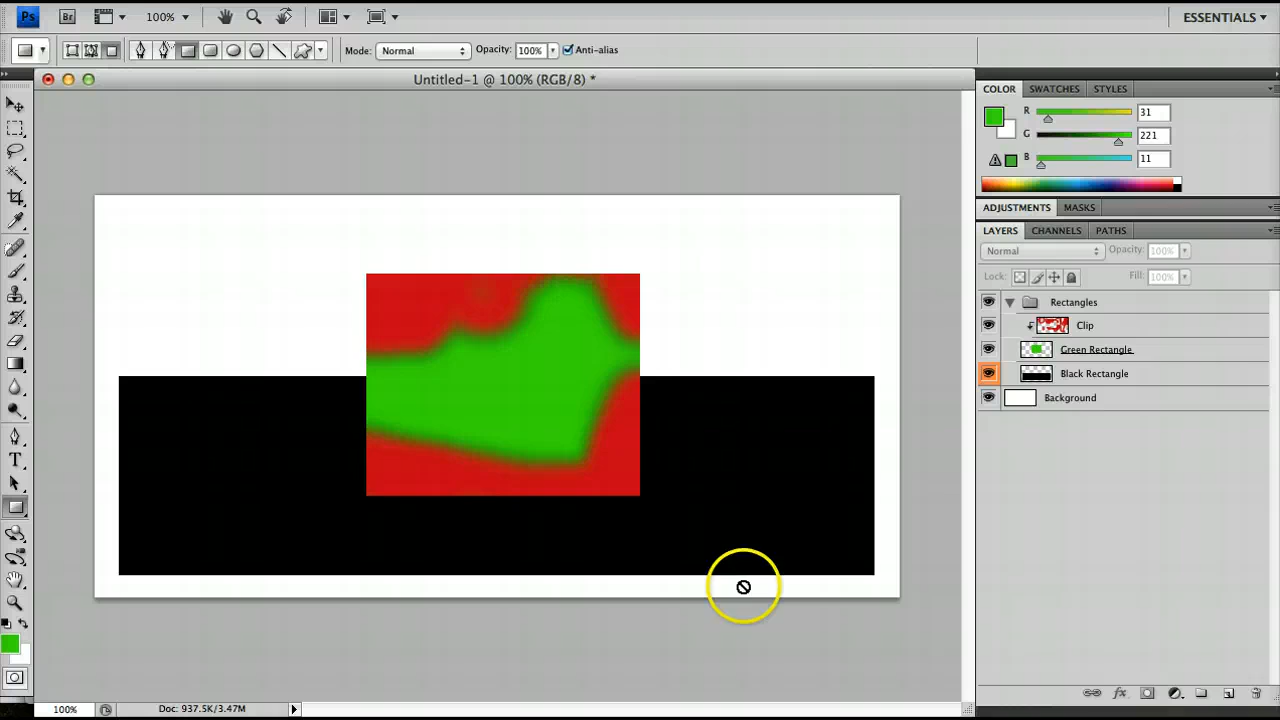 Ps Br 100% ESSENTIALS
Mode: Normal Opacity: 100% Anti-alias
Untitled-1 @ 100% (RGB/8) *
COLOR SWATCHES STYLES
R 31
G 221
B 11
ADJUSTMENTS MASKS
LAYERS CHANNELS PATHS
Normal Opacity: 100%
Lock: Fill: 100%
Rectangles
Clip
Green Rectangle
Black Rectangle
Background
T
fx
100% Doc: 937.5K/3.47M